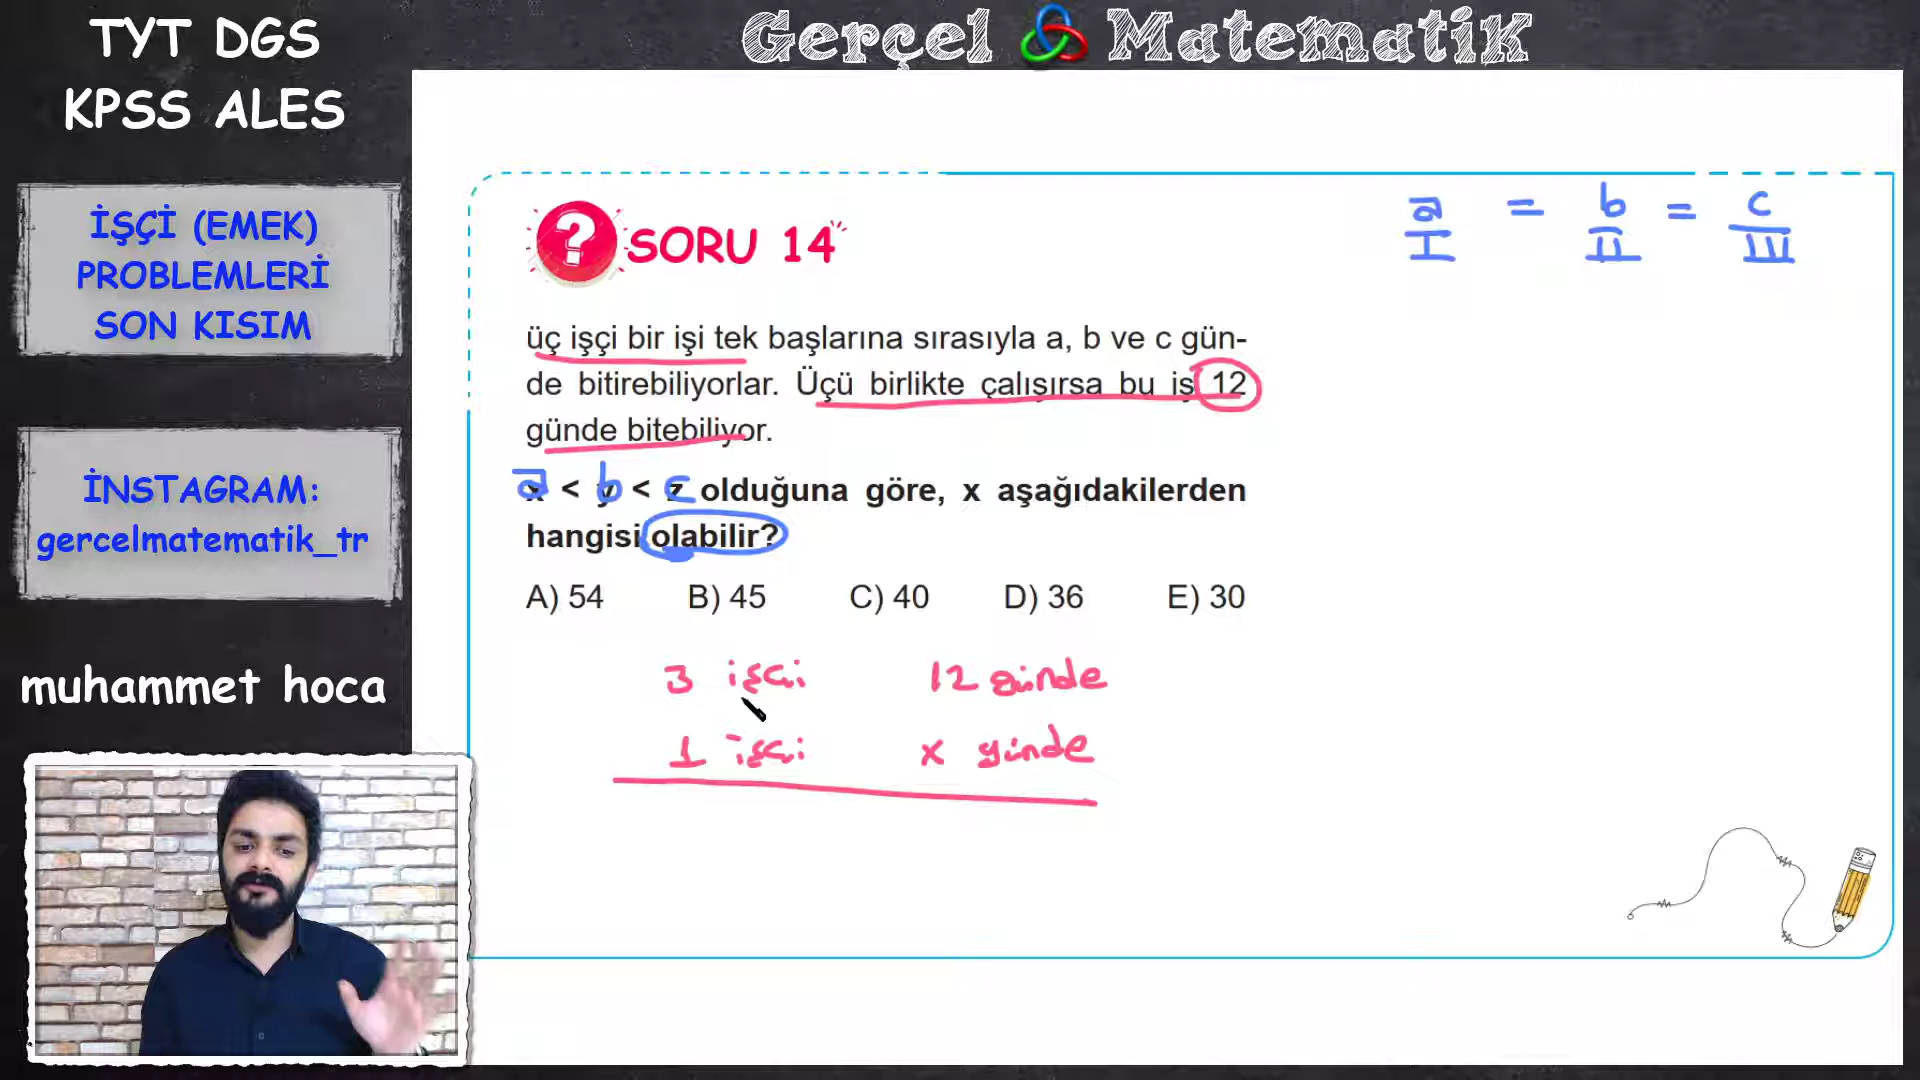 TYT DGS
KPSS ALES
Gerçel Matematik
İŞÇİ (EMEK)
PROBLEMLERİ
SON KISIM
İNSTAGRAM:
gercelmatematik_tr
muhammet hoca
? SORU 14
a/I = b/II = c/III
üç işçi bir işi tek başlarına sırasıyla a, b ve c gün-
de bitirebiliyorlar. Üçü birlikte çalışırsa bu iş 12
günde bitebiliyor.
a < b < c olduğuna göre, x aşağıdakilerden
hangisi olabilir?
A) 54 B) 45 C) 40 D) 36 E) 30
3 işçi 12 günde
1 işçi x günde